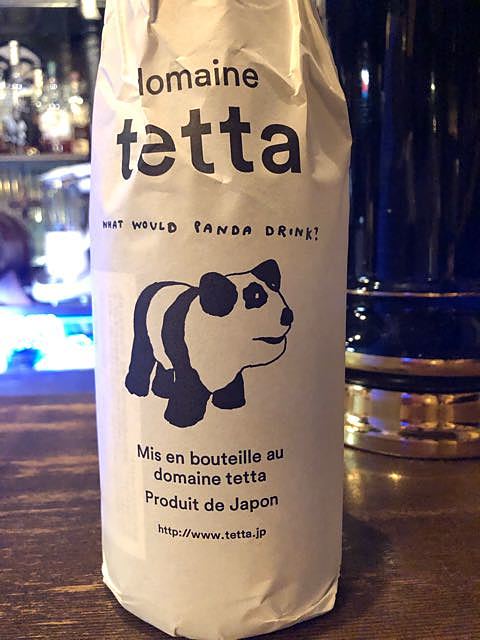 domaine
tetta
WHAT WOULD PANDA DRINK?
Mis en bouteille au
domaine tetta
Produit de Japon
http://www.tetta.jp